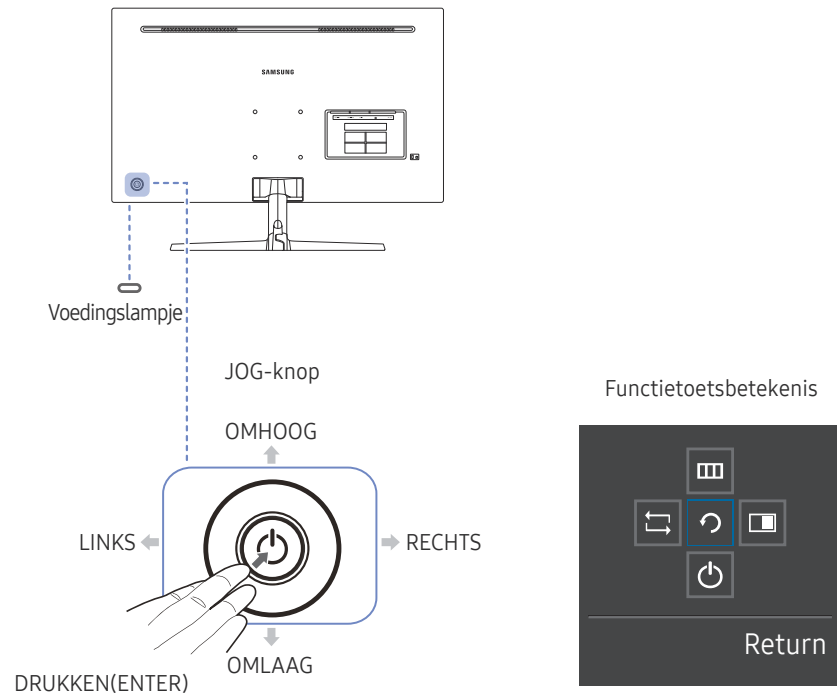 SAMSUNG
Voedingslampje
JOG-knop
Functietoetsbetekenis
OMHOOG
LINKS
RECHTS
OMLAAG
DRUKKEN(ENTER)
Return